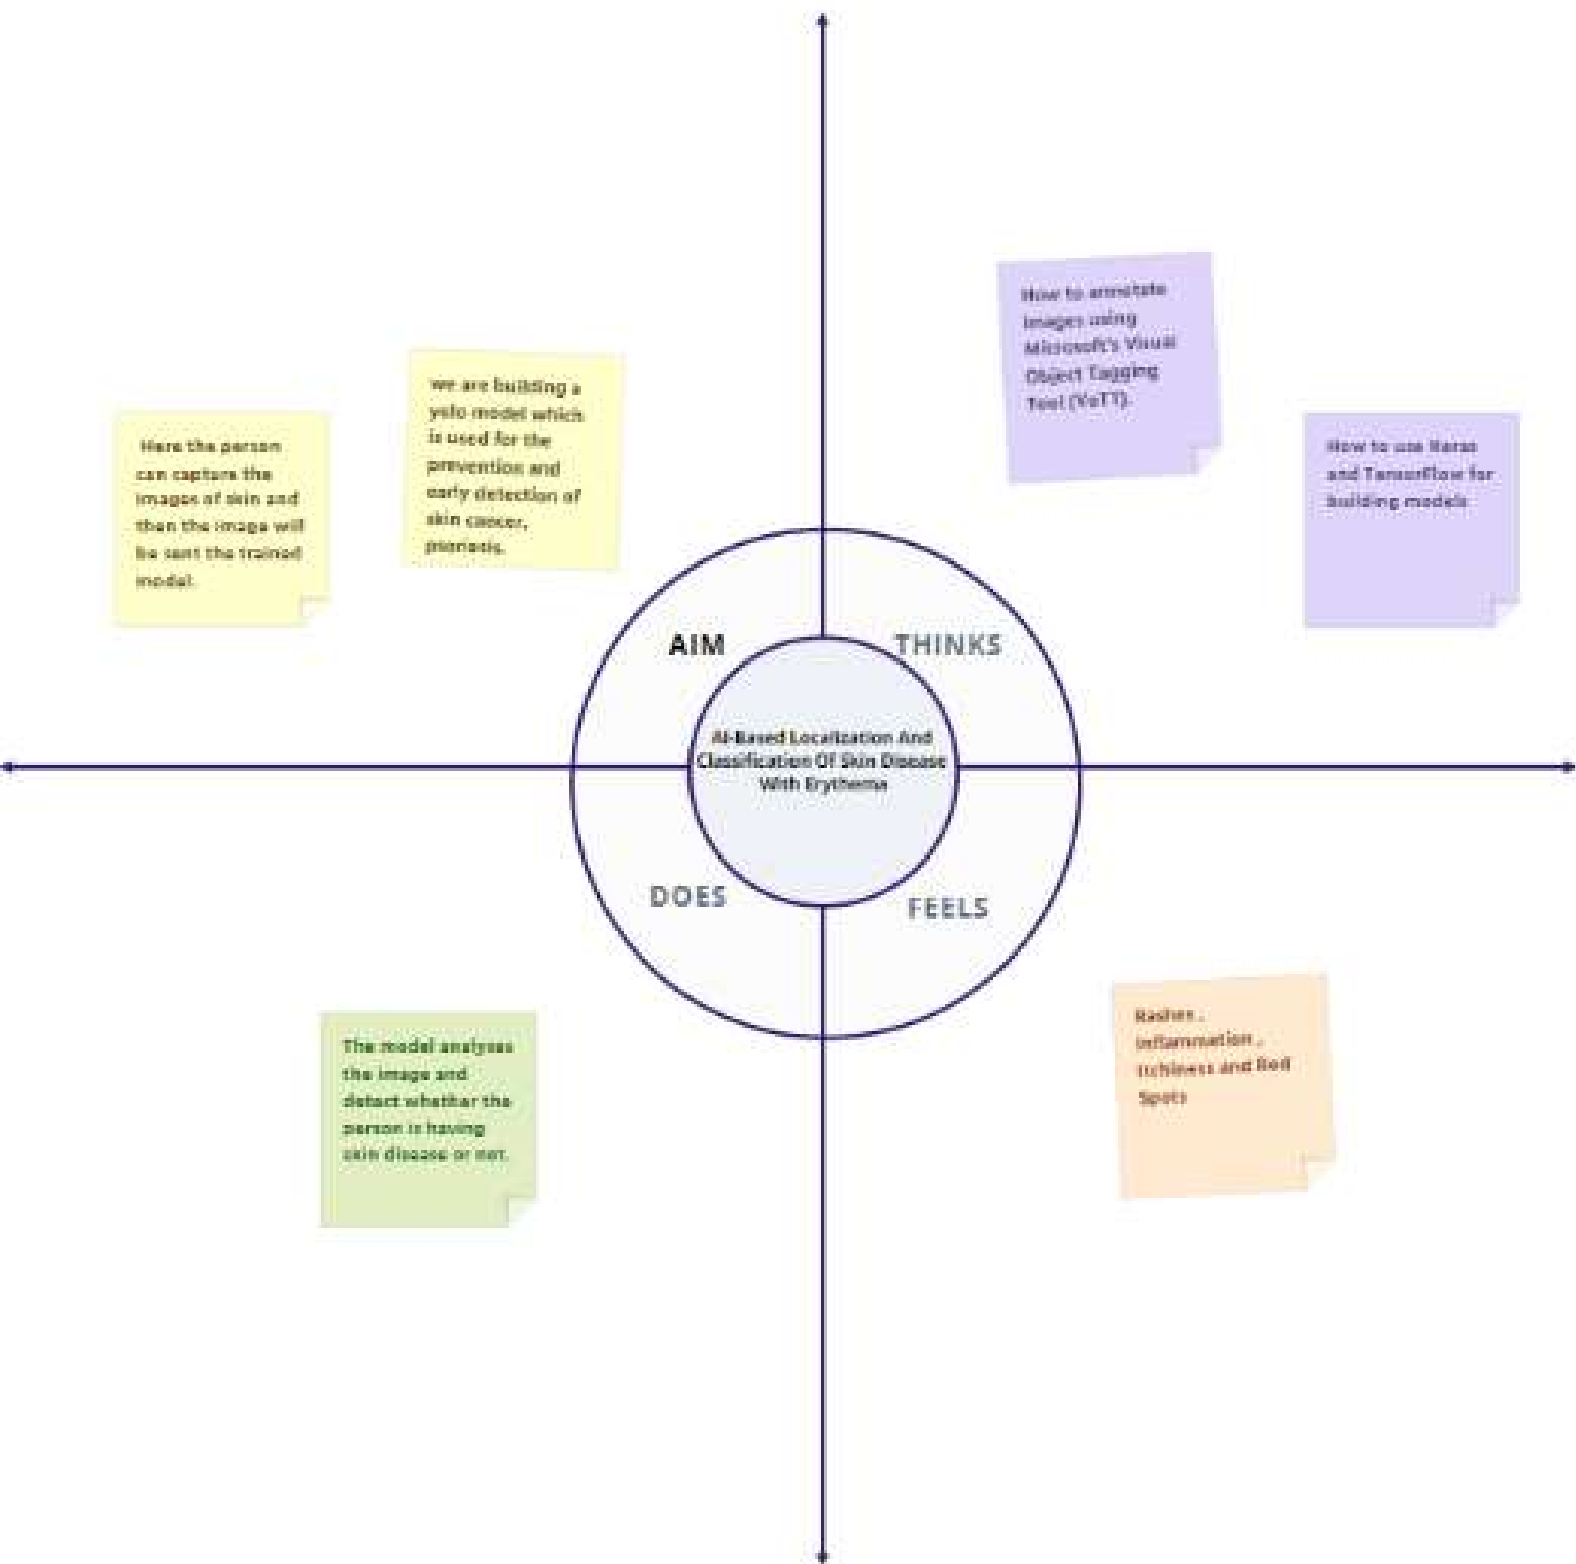 we are building a
yolo model which
is used for the
prevention and
early detection of
skin cancer,
psoriasis.
Here the person
can capture the
images of skin and
then the image will
be sent the trained
model.
How to annotate
images using
Microsoft's Visual
Object Tagging
Tool (VoTT).
How to use Keras
and TensorFlow for
building models
AIM
THINKS
AI-Based Localization And
Classification Of Skin Disease
With Erythema
DOES
FEELS
The model analyses
the image and
detect whether the
person is having
skin disease or not.
Rashes ,
inflammation ,
Itchiness and Red
Spots